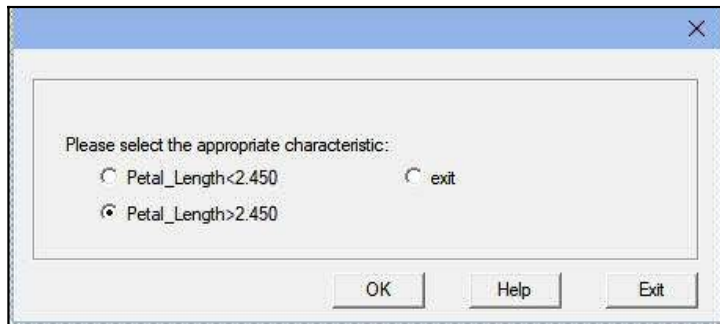 Please select the appropriate characteristic:
Petal_Length<2.450 exit
Petal_Length>2.450
OK Help Exit